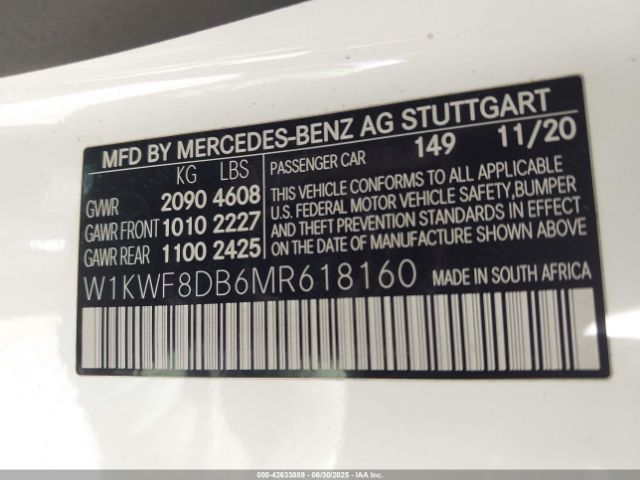 MFD BY MERCEDES-BENZ AG STUTTGART
KG LBS
GVWR 2090 4608
GAWR FRONT 1010 2227
GAWR REAR 1100 2425
PASSENGER CAR 149 11/20
THIS VEHICLE CONFORMS TO ALL APPLICABLE
U.S. FEDERAL MOTOR VEHICLE SAFETY, BUMPER
AND THEFT PREVENTION STANDARDS IN EFFECT
ON THE DATE OF MANUFACTURE SHOWN ABOVE.
W1KWF8DB6MR618160 MADE IN SOUTH AFRICA
000-42633889 - 06/30/2025 - IAAI.COM